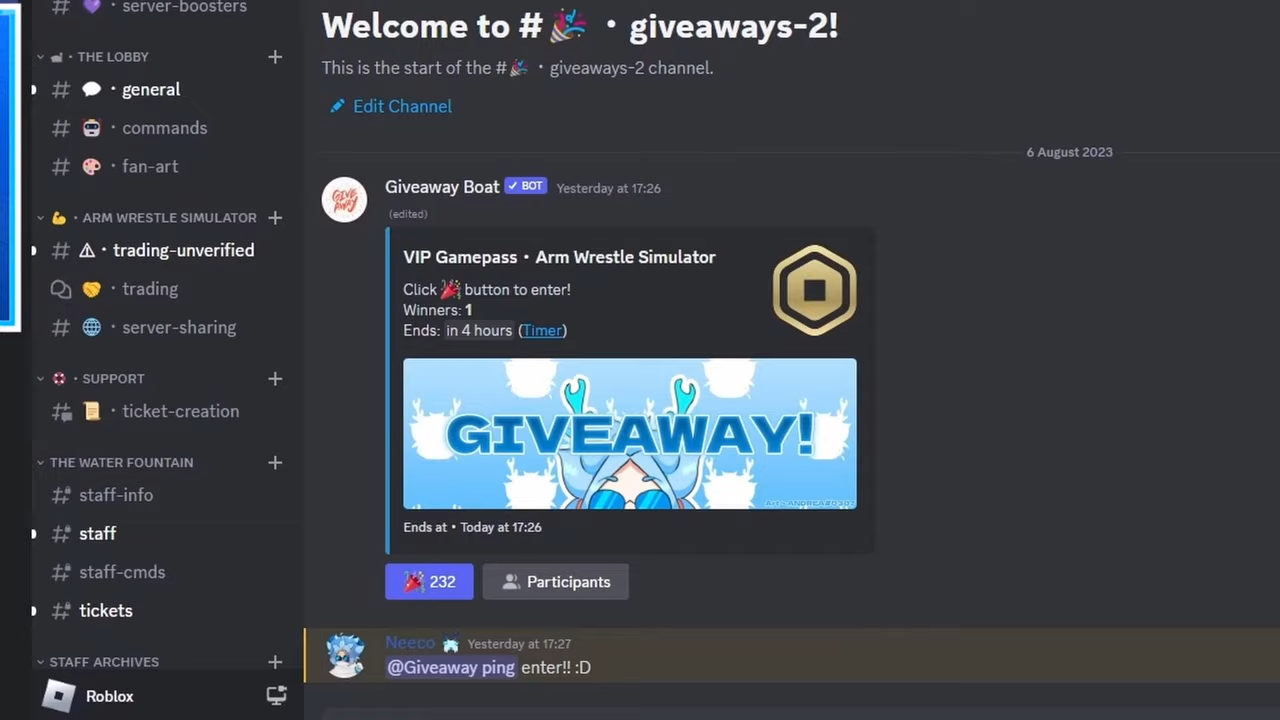 server-boosters
THE LOBBY
general
commands
fan-art
ARM WRESTLE SIMULATOR
trading-unverified
trading
server-sharing
SUPPORT
ticket-creation
THE WATER FOUNTAIN
staff-info
staff
staff-cmds
tickets
STAFF ARCHIVES
Roblox
Welcome to #🎉・giveaways-2!
This is the start of the #🎉・giveaways-2 channel.
Edit Channel
6 August 2023
Giveaway Boat ✓ BOT Yesterday at 17:26
(edited)
VIP Gamepass • Arm Wrestle Simulator
Click 🎉 button to enter!
Winners: 1
Ends: in 4 hours (Timer)
GIVE AWAY
GIVEAWAY!
Ends at • Today at 17:26
🎉 232
Participants
Neeco Yesterday at 17:27
@Giveaway ping enter!! :D